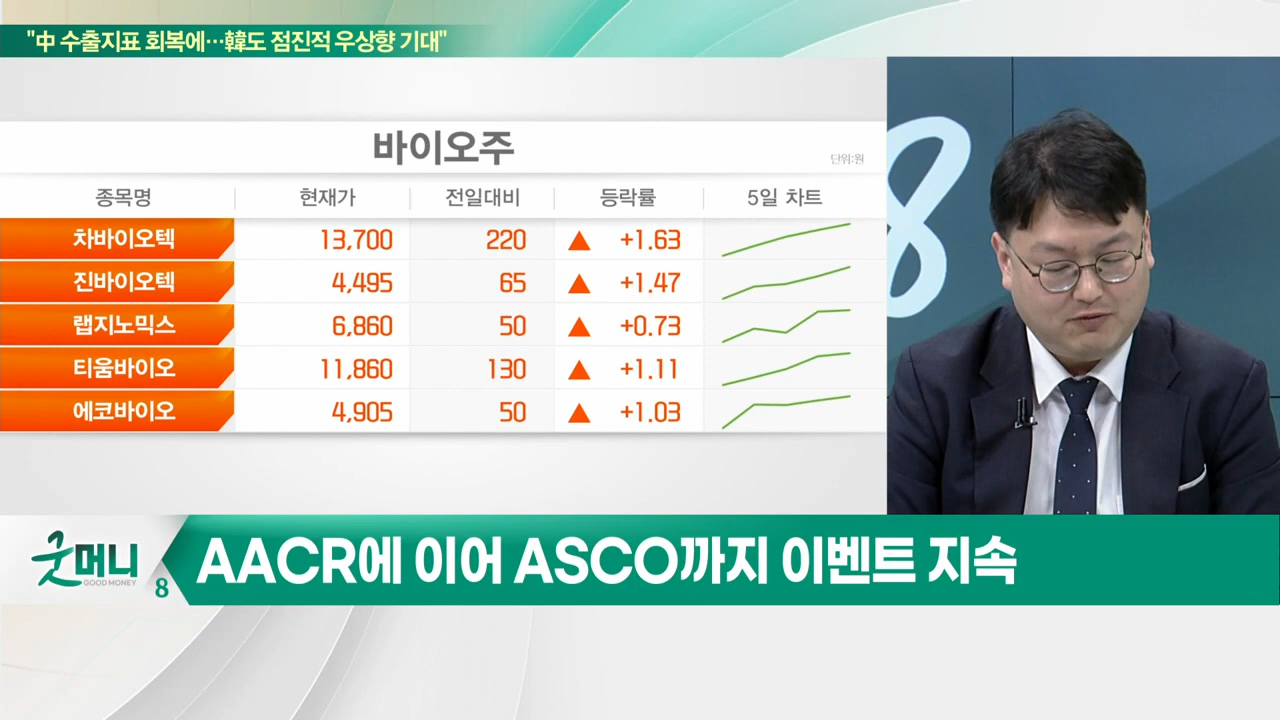 "中 수출지표 회복에…韓도 점진적 우상향 기대"
바이오주
단위:원
종목명 현재가 전일대비 등락률 5일 차트
차바이오텍 13,700 220 ▲ +1.63
진바이오텍 4,495 65 ▲ +1.47
랩지노믹스 6,860 50 ▲ +0.73
티움바이오 11,860 130 ▲ +1.11
에코바이오 4,905 50 ▲ +1.03
굿머니
GOOD MONEY
8
AACR에 이어 ASCO까지 이벤트 지속
8